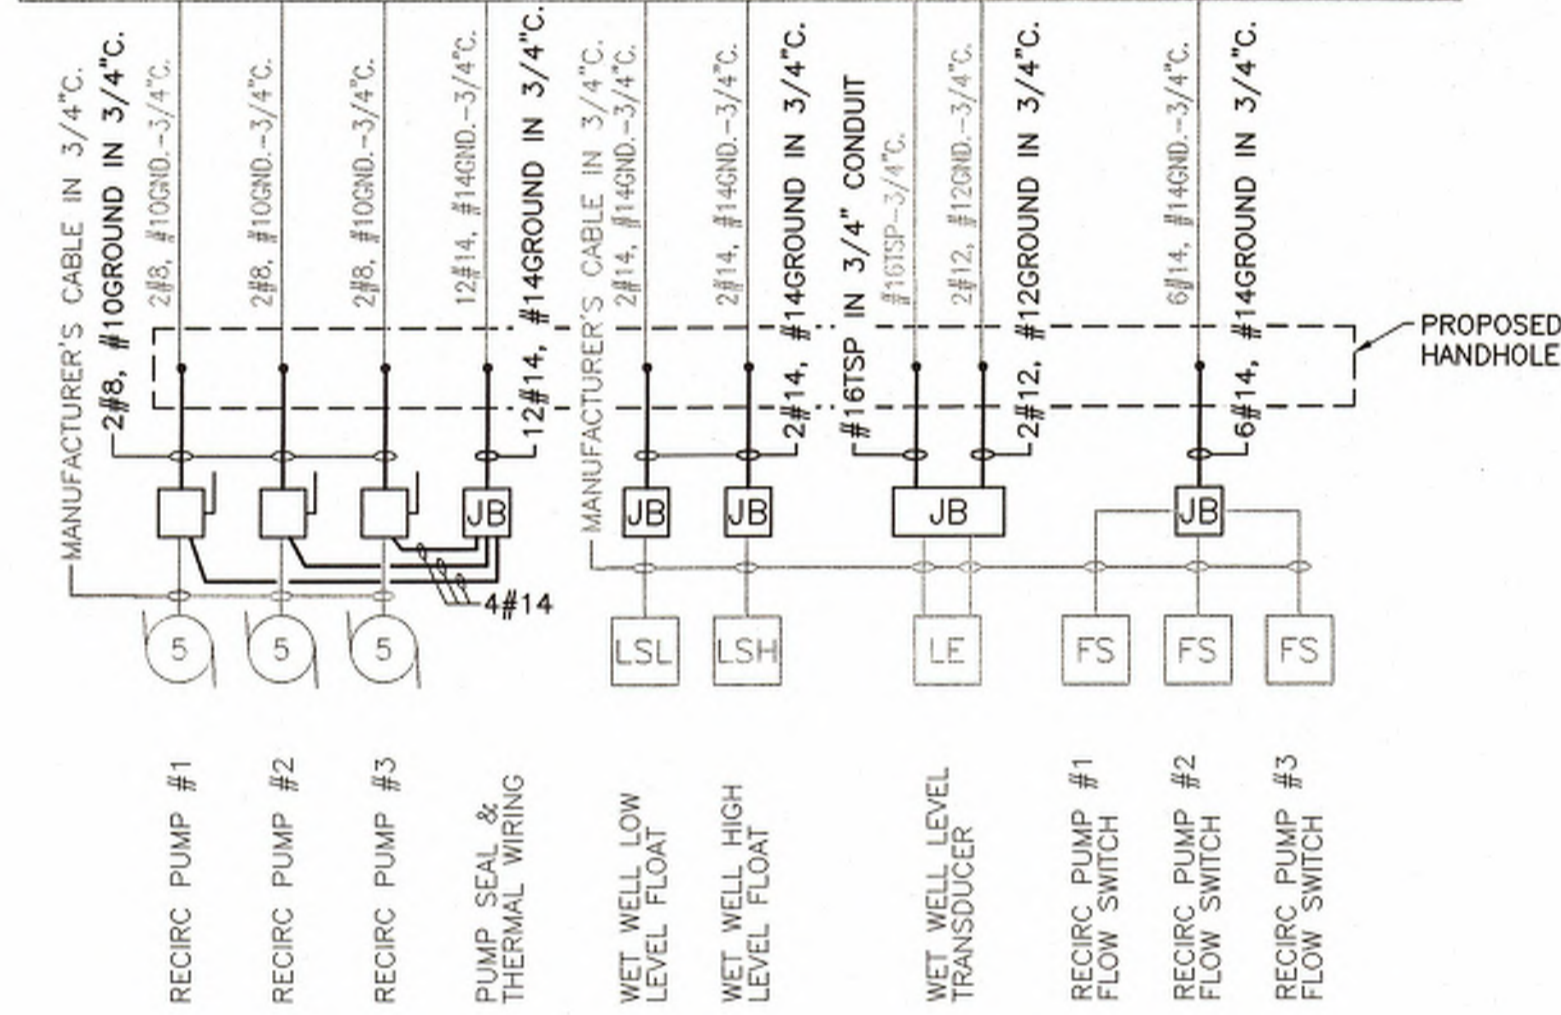 MANUFACTURER'S CABLE IN 3/4"C.
2#8, #10GROUND IN 3/4"C.
2#8, #10GND.-3/4"C.
2#8, #10GND.-3/4"C.
2#8, #10GND.-3/4"C.
12#14, #14GND.-3/4"C.
12#14, #14GROUND IN 3/4"C.
MANUFACTURER'S CABLE IN 3/4"C.
2#14, #14GND.-3/4"C.
2#14, #14GND.-3/4"C.
2#14, #14GROUND IN 3/4"C.
#16TSP IN 3/4" CONDUIT
#16TSP-3/4"C.
2#12, #12GND.-3/4"C.
2#12, #12GROUND IN 3/4"C.
6#14, #14GND.-3/4"C.
6#14, #14GROUND IN 3/4"C.
PROPOSED
HANDHOLE
JB
JB
JB
JB
JB
4#14
5
5
5
LSL
LSH
LE
FS
FS
FS
RECIRC PUMP #1
RECIRC PUMP #2
RECIRC PUMP #3
PUMP SEAL &
THERMAL WIRING
WET WELL LOW
LEVEL FLOAT
WET WELL HIGH
LEVEL FLOAT
WET WELL LEVEL
TRANSDUCER
RECIRC PUMP #1
FLOW SWITCH
RECIRC PUMP #2
FLOW SWITCH
RECIRC PUMP #3
FLOW SWITCH